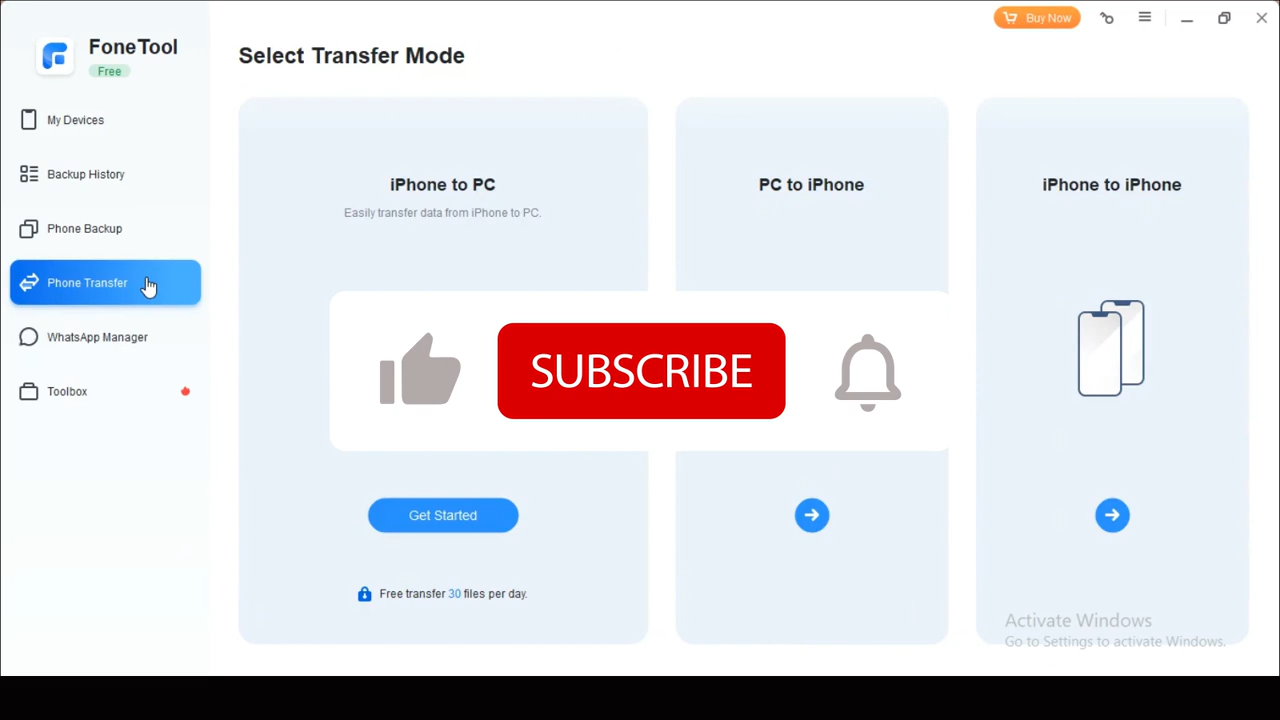 FoneTool
Free
My Devices
Backup History
Phone Backup
Phone Transfer
WhatsApp Manager
Toolbox
Buy Now
Select Transfer Mode
iPhone to PC
Easily transfer data from iPhone to PC.
Get Started
Free transfer 30 files per day.
PC to iPhone
iPhone to iPhone
SUBSCRIBE
Activate Windows
Go to Settings to activate Windows.